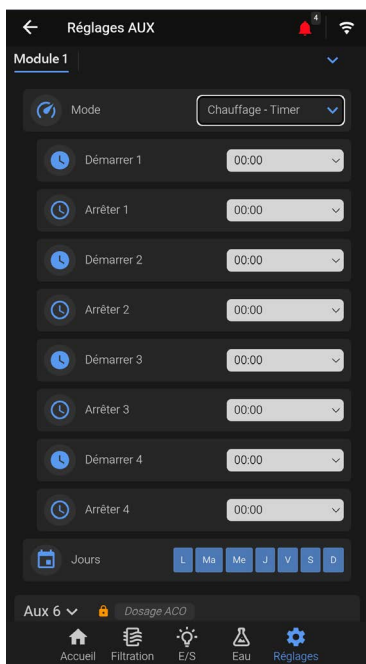 Réglages AUX
4
Module 1
Mode
Chauffage - Timer
Démarrer 1
00:00
Arrêter 1
00:00
Démarrer 2
00:00
Arrêter 2
00:00
Démarrer 3
00:00
Arrêter 3
00:00
Démarrer 4
00:00
Arrêter 4
00:00
Jours
L Ma Me J V S D
Aux 6
Dosage ACO
Accueil Filtration E/S Eau Réglages